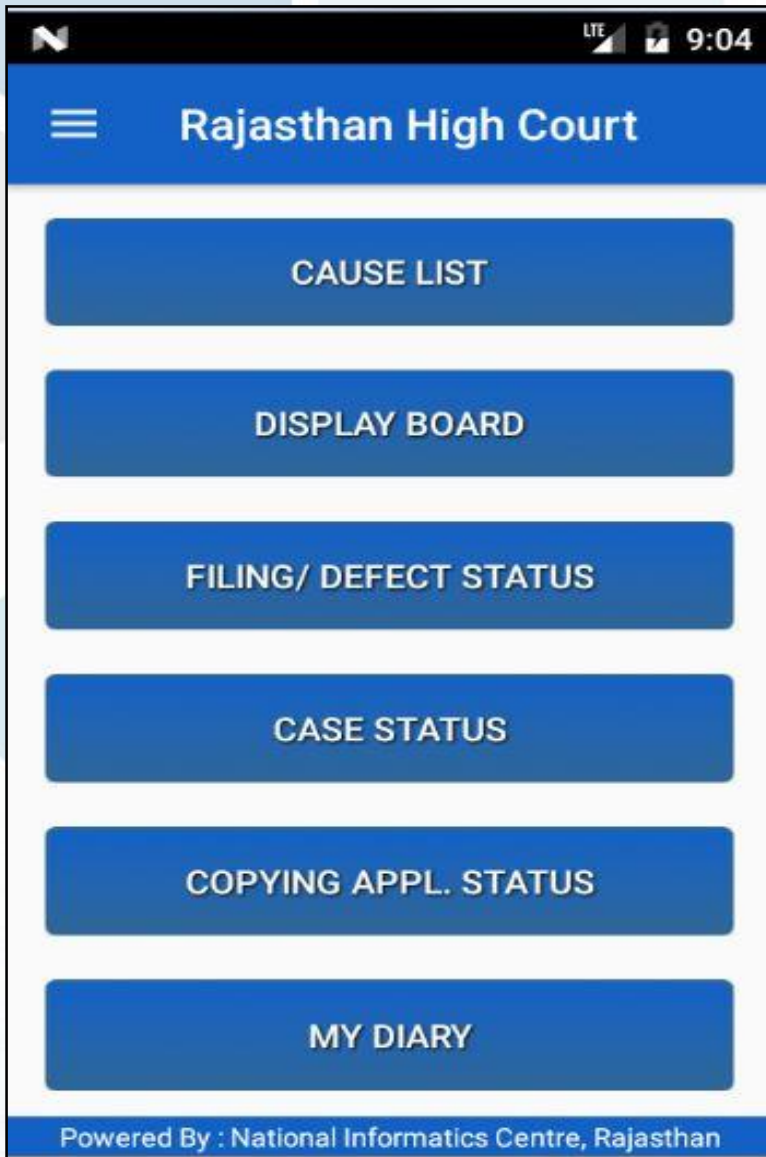 LTE 9:04
Rajasthan High Court
CAUSE LIST
DISPLAY BOARD
FILING/ DEFECT STATUS
CASE STATUS
COPYING APPL. STATUS
MY DIARY
Powered By : National Informatics Centre, Rajasthan